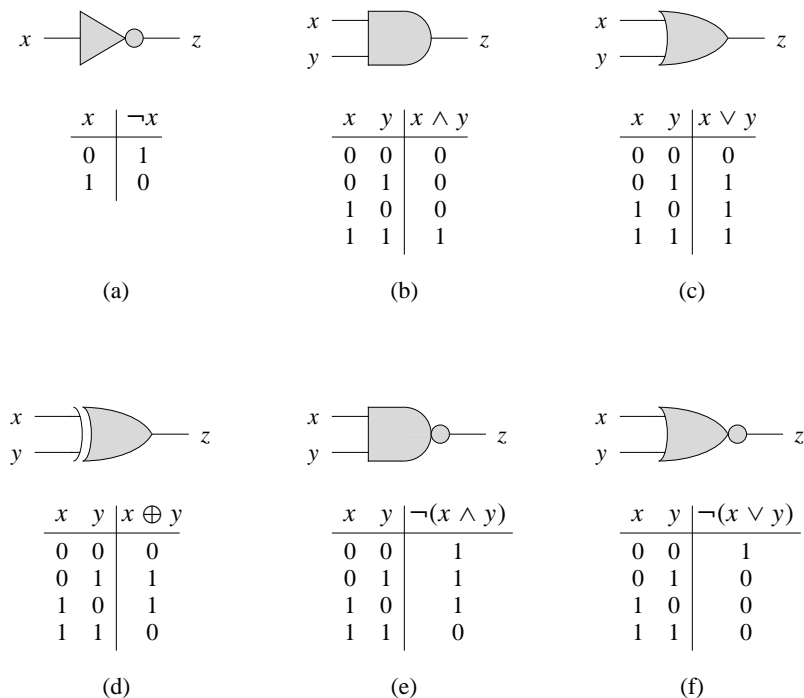 x z
x y z
x y z
x ¬x
0 1
1 0
x y x ∧ y
0 0 0
0 1 0
1 0 0
1 1 1
x y x ∨ y
0 0 0
0 1 1
1 0 1
1 1 1
(a)
(b)
(c)
x y z
x y z
x y z
x y x ⊕ y
0 0 0
0 1 1
1 0 1
1 1 0
x y ¬(x ∧ y)
0 0 1
0 1 1
1 0 1
1 1 0
x y ¬(x ∨ y)
0 0 1
0 1 0
1 0 0
1 1 0
(d)
(e)
(f)